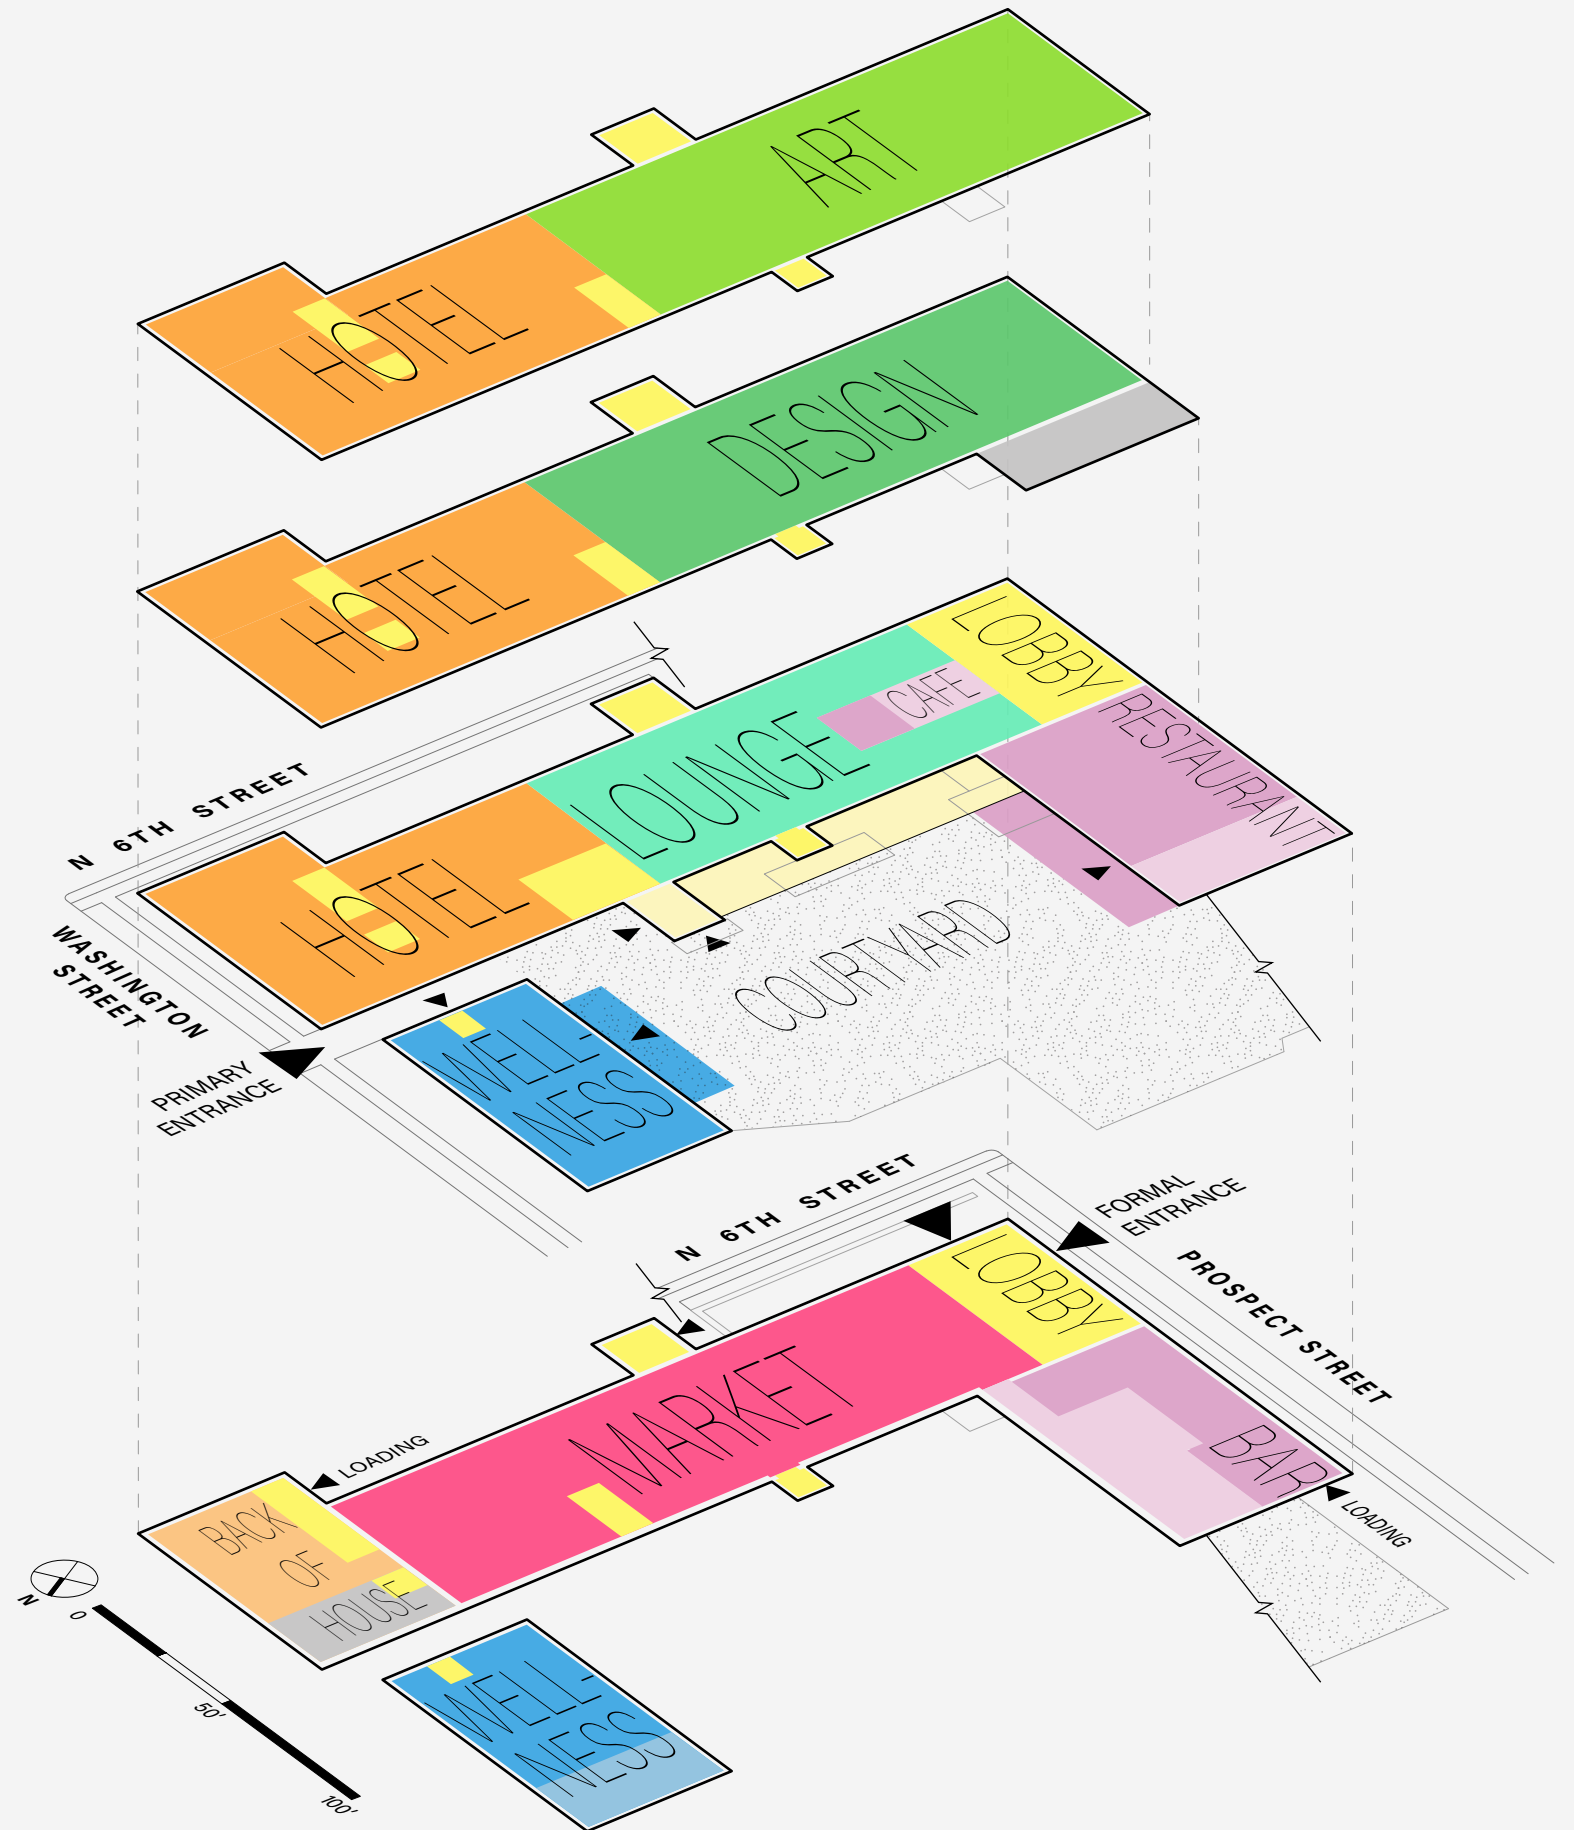 ART
HOTEL
DESIGN
HOTEL
LOBBY
CAFE
RESTAURANT
LOUNGE
N 6TH STREET
HOTEL
WASHINGTON
STREET
COURTYARD
WELL-
NESS
PRIMARY
ENTRANCE
N 6TH STREET
FORMAL
ENTRANCE
PROSPECT STREET
LOBBY
MARKET
BAR
LOADING
LOADING
BACK
OF
HOUSE
N
0
50'
100'
WELL-
NESS